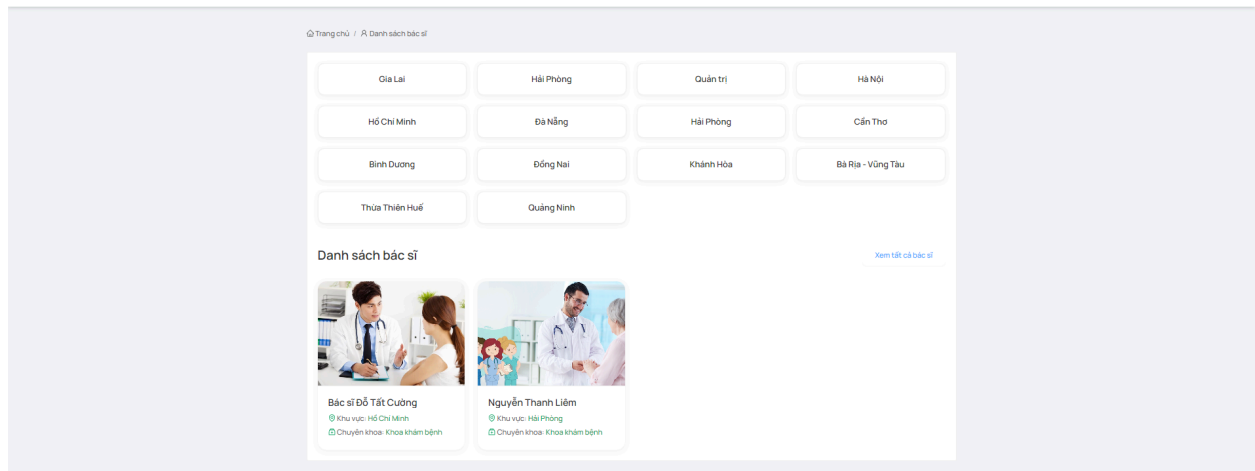 Trang chủ / Danh sách bác sĩ
Gia Lai
Hải Phòng
Quản trị
Hà Nội
Hồ Chí Minh
Đà Nẵng
Hải Phòng
Cần Thơ
Bình Dương
Đồng Nai
Khánh Hòa
Bà Rịa - Vũng Tàu
Thừa Thiên Huế
Quảng Ninh
Danh sách bác sĩ
Xem tất cả bác sĩ
Bác sĩ Đỗ Tất Cường
Khu vực: Hồ Chí Minh
Chuyên khoa: Khoa khám bệnh
Nguyễn Thanh Liêm
Khu vực: Hải Phòng
Chuyên khoa: Khoa khám bệnh